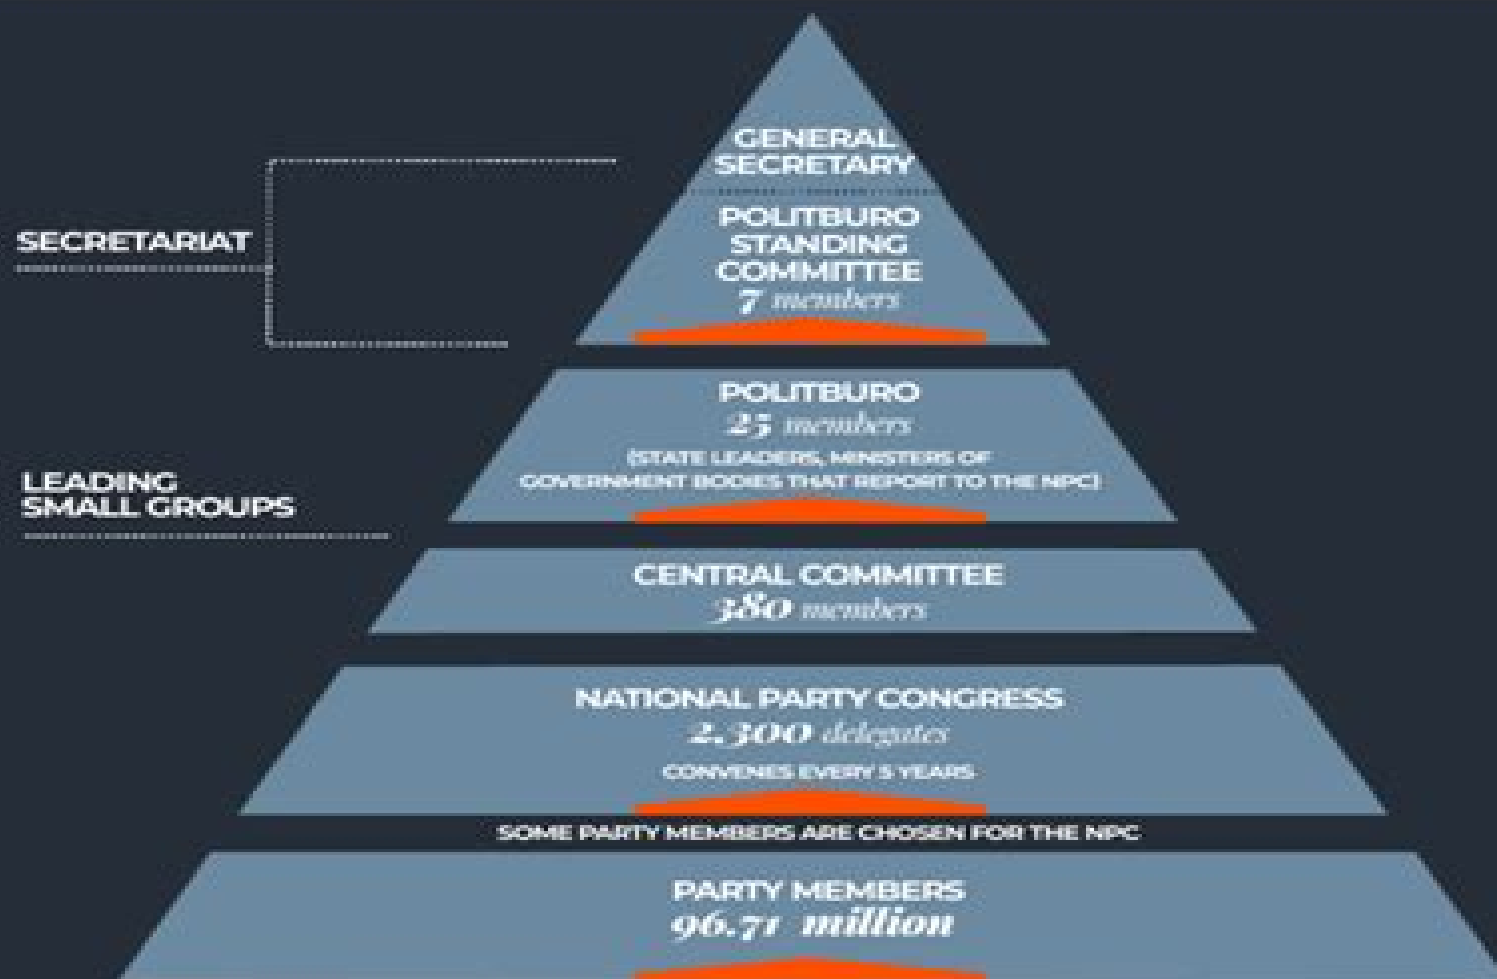 GENERAL
SECRETARY
SECRETARIAT
POLITBURO
STANDING
COMMITTEE
7 members
POLITBURO
25 members
(STATE LEADERS, MINISTERS OF
GOVERNMENT BODIES THAT REPORT TO THE NPC)
LEADING
SMALL GROUPS
CENTRAL COMMITTEE
380 members
NATIONAL PARTY CONGRESS
2,300 delegates
CONVENES EVERY 5 YEARS
SOME PARTY MEMBERS ARE CHOSEN FOR THE NPC
PARTY MEMBERS
96.71 million